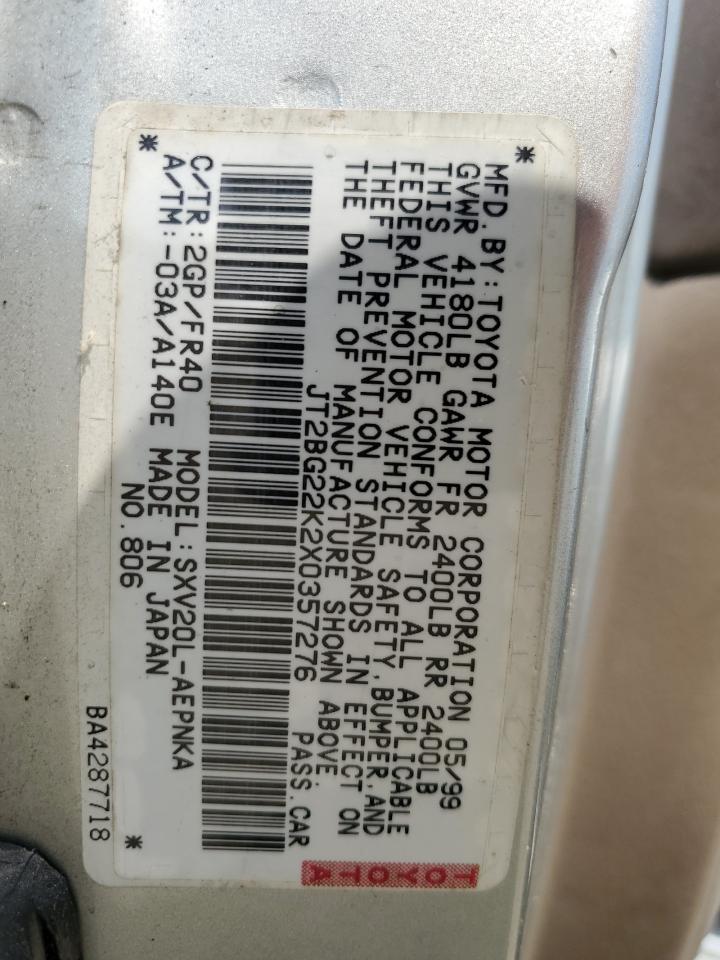 * *
MFD.BY:TOYOTA MOTOR CORPORATION 05/99
GVWR 4180LB GAWR FR 2400LB RR 2400LB
THIS VEHICLE CONFORMS TO ALL APPLICABLE
FEDERAL MOTOR VEHICLE SAFETY,BUMPER,AND
THEFT PREVENTION STANDARDS IN EFFECT ON
THE DATE OF MANUFACTURE SHOWN ABOVE.
JT2BG22K2X0357276 PASS.CAR
TOYOTA
C/TR:2GP/FR40 MODEL:SXV20L-AEPNKA
A/TM:-03A/A140E MADE IN JAPAN
NO.806
*
BA4287718